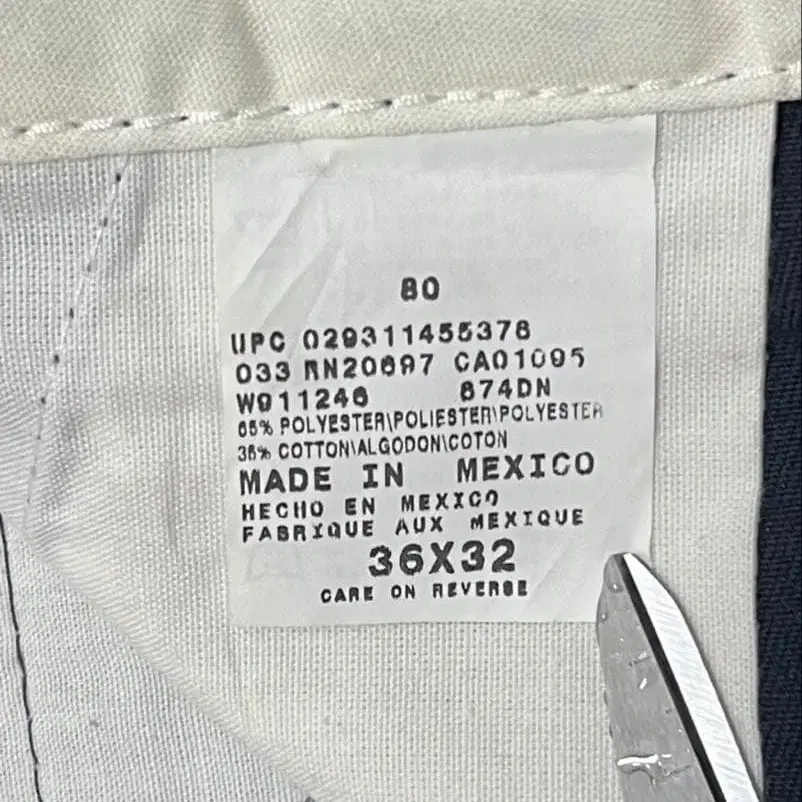 80
UPC 029311455378
033 RN20697 CA01095
W911246 874DN
65% POLYESTER\POLIESTER\POLYESTER
35% COTTON\ALGODON\COTON
MADE IN MEXICO
HECHO EN MEXICO
FABRIQUE AUX MEXIQUE
36X32
CARE ON REVERSE